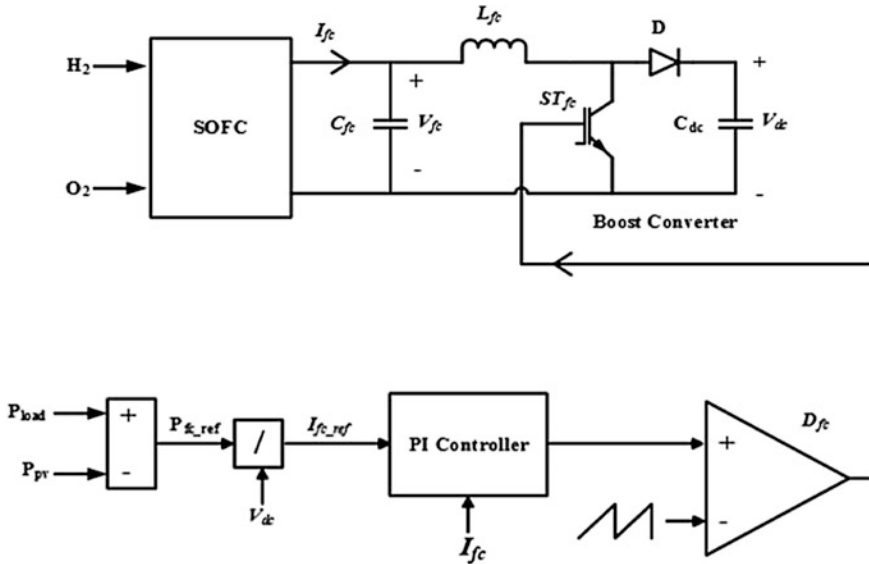 L_fc
I_fc
D
H₂
+
+
ST_fc
SOFC
C_fc
V_fc
C_dc
V_dc
-
-
O₂
Boost Converter
P_load
+
P_fc_ref
I_fc_ref
D_fc
/
PI Controller
+
P_pv
-
V_dc
-
I_fc